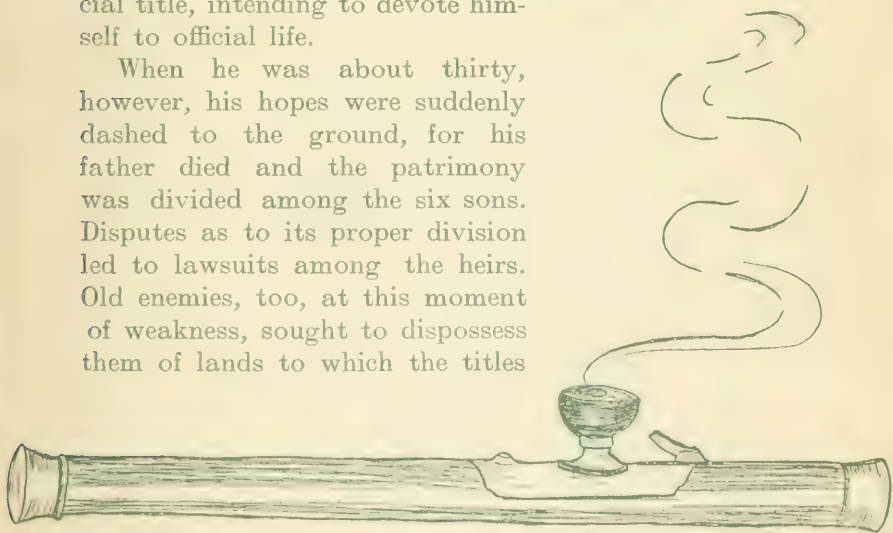 cial title, intending to devote him-
self to official life.
When he was about thirty,
however, his hopes were suddenly
dashed to the ground, for his
father died and the patrimony
was divided among the six sons.
Disputes as to its proper division
led to lawsuits among the heirs.
Old enemies, too, at this moment
of weakness, sought to dispossess
them of lands to which the titles